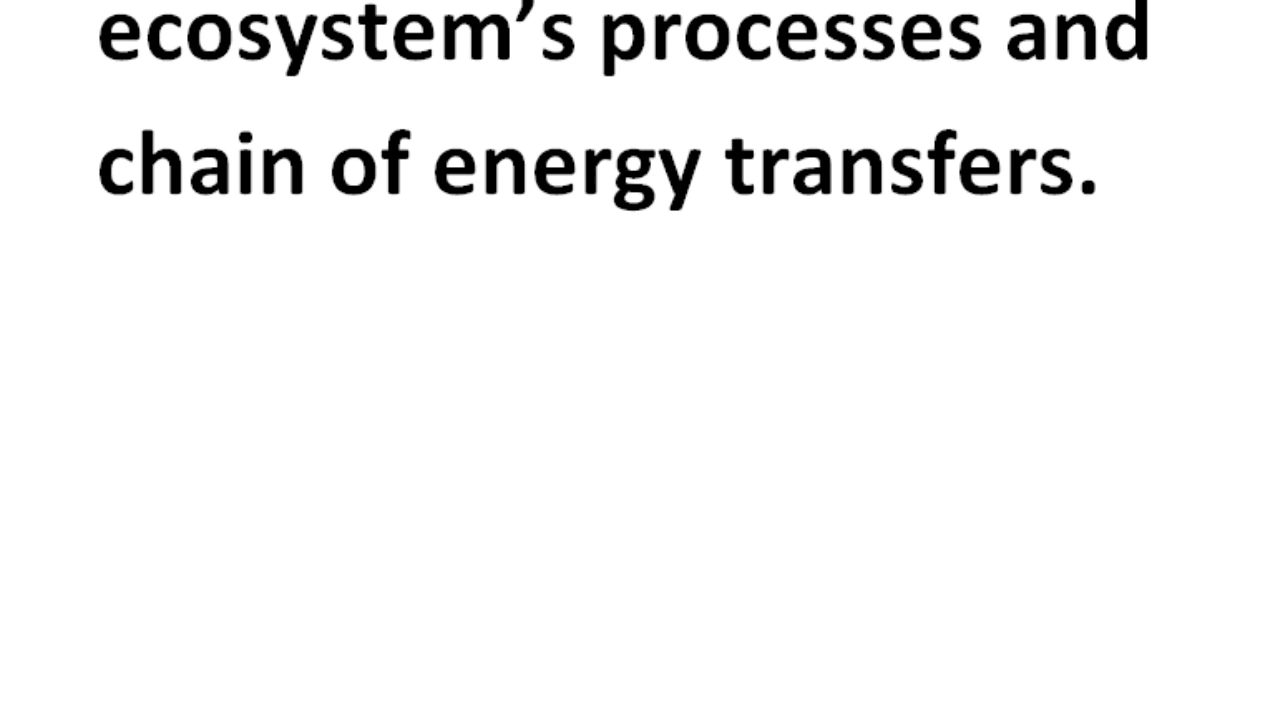 ecosystem’s processes and
chain of energy transfers.